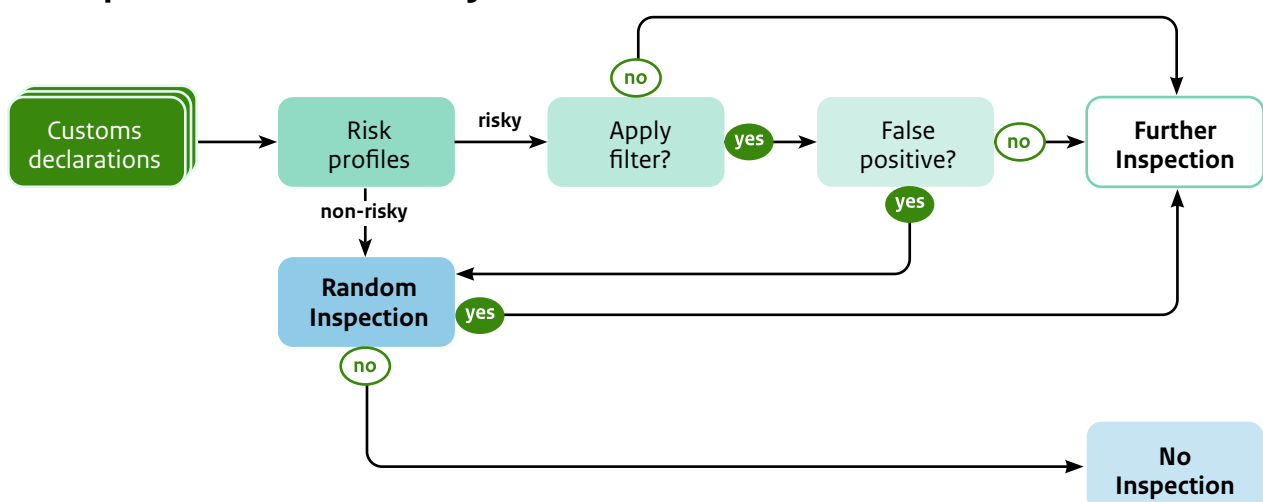 no
Customs
declarations
Risk
profiles
risky
Apply
filter?
yes
False
positive?
no
Further
Inspection
non-risky
yes
Random
Inspection
yes
no
No
Inspection